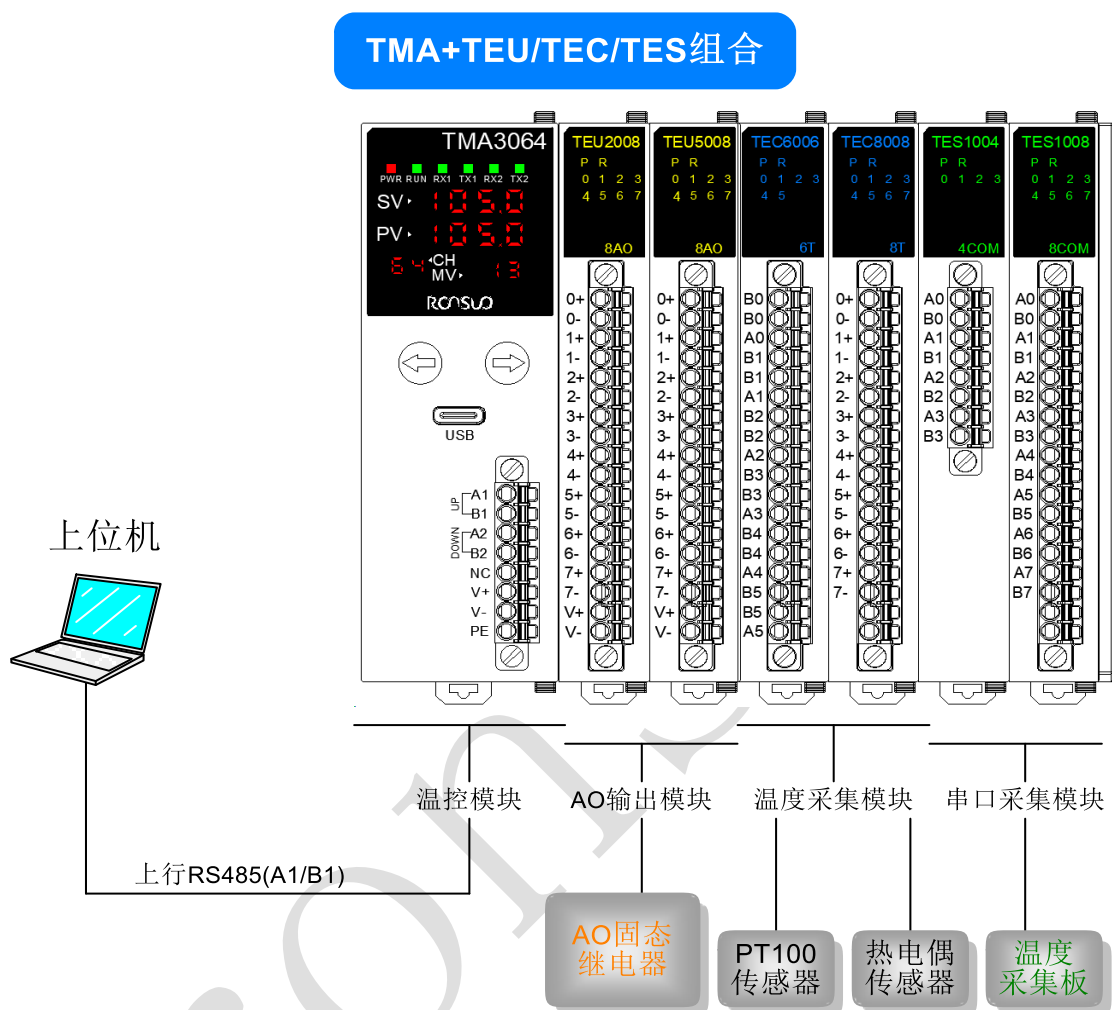 TMA+TEU/TEC/TES组合
TMA3064
PWR RUN RX1 TX1 RX2 TX2
SV 105.0
PV 105.0
64 CH
MV 13
USB
A1
UP
B1
A2
DOWN
B2
NC
V+
V-
PE
TEU2008
P R
0 1 2 3
4 5 6 7
8AO
0+
0-
1+
1-
2+
2-
3+
3-
4+
4-
5+
5-
6+
6-
7+
7-
V+
V-
TEU5008
P R
0 1 2 3
4 5 6 7
8AO
0+
0-
1+
1-
2+
2-
3+
3-
4+
4-
5+
5-
6+
6-
7+
7-
V+
V-
TEC6006
P R
0 1 2 3
4 5
6T
B0
B0
A0
B1
B1
A1
B2
B2
A2
B3
B3
A3
B4
B4
A4
B5
B5
A5
TEC8008
P R
0 1 2 3
4 5 6 7
8T
0+
0-
1+
1-
2+
2-
3+
3-
4+
4-
5+
5-
6+
6-
7+
7-
TES1004
P R
0 1 2 3
4COM
A0
B0
A1
B1
A2
B2
A3
B3
TES1008
P R
0 1 2 3
4 5 6 7
8COM
A0
B0
A1
B1
A2
B2
A3
B3
A4
B4
A5
B5
A6
B6
A7
B7
上位机
温控模块
AO输出模块
温度采集模块
串口采集模块
上行RS485(A1/B1)
AO固态
继电器
PT100
传感器
热电偶
传感器
温度
采集板